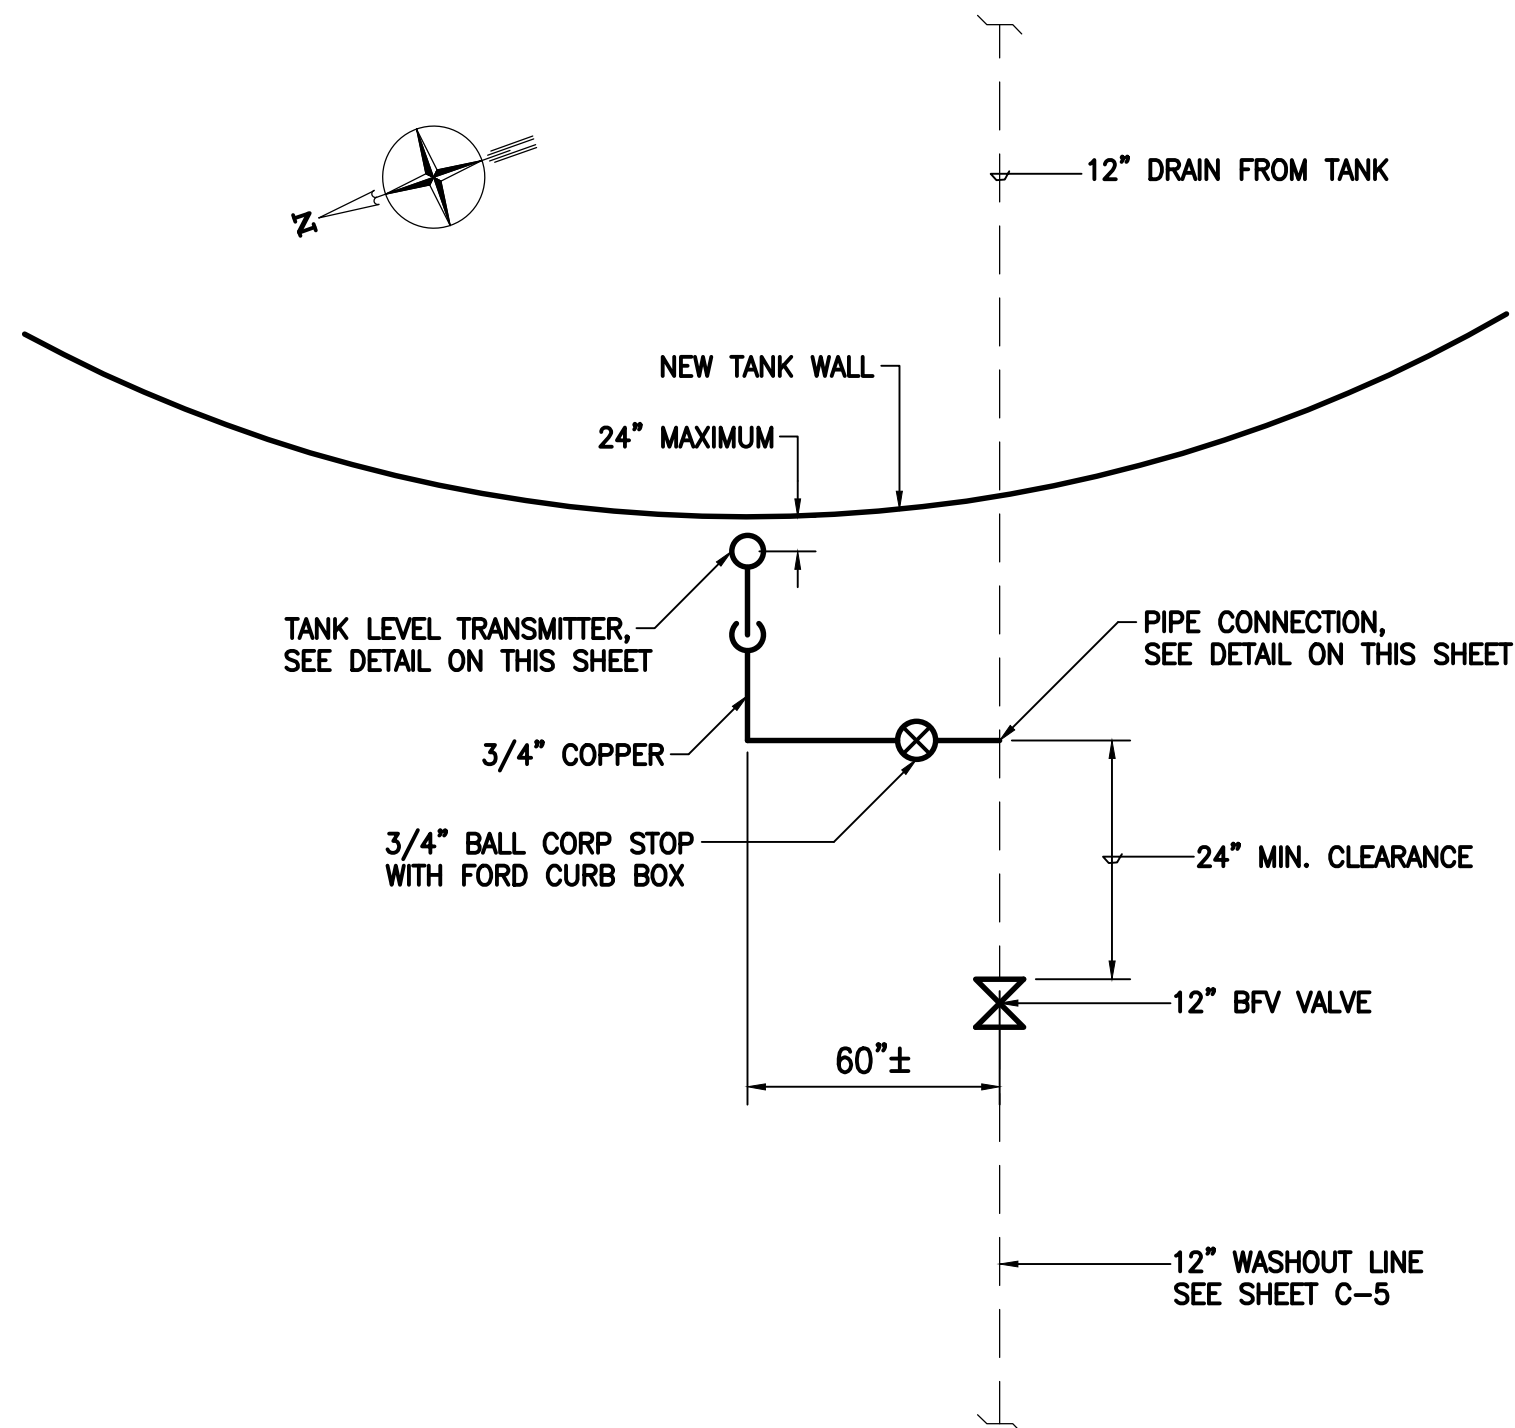 12” DRAIN FROM TANK
N
NEW TANK WALL
24” MAXIMUM
TANK LEVEL TRANSMITTER,
SEE DETAIL ON THIS SHEET
PIPE CONNECTION,
SEE DETAIL ON THIS SHEET
3/4” COPPER
3/4” BALL CORP STOP
WITH FORD CURB BOX
24” MIN. CLEARANCE
12” BFV VALVE
60”±
12” WASHOUT LINE
SEE SHEET C-5